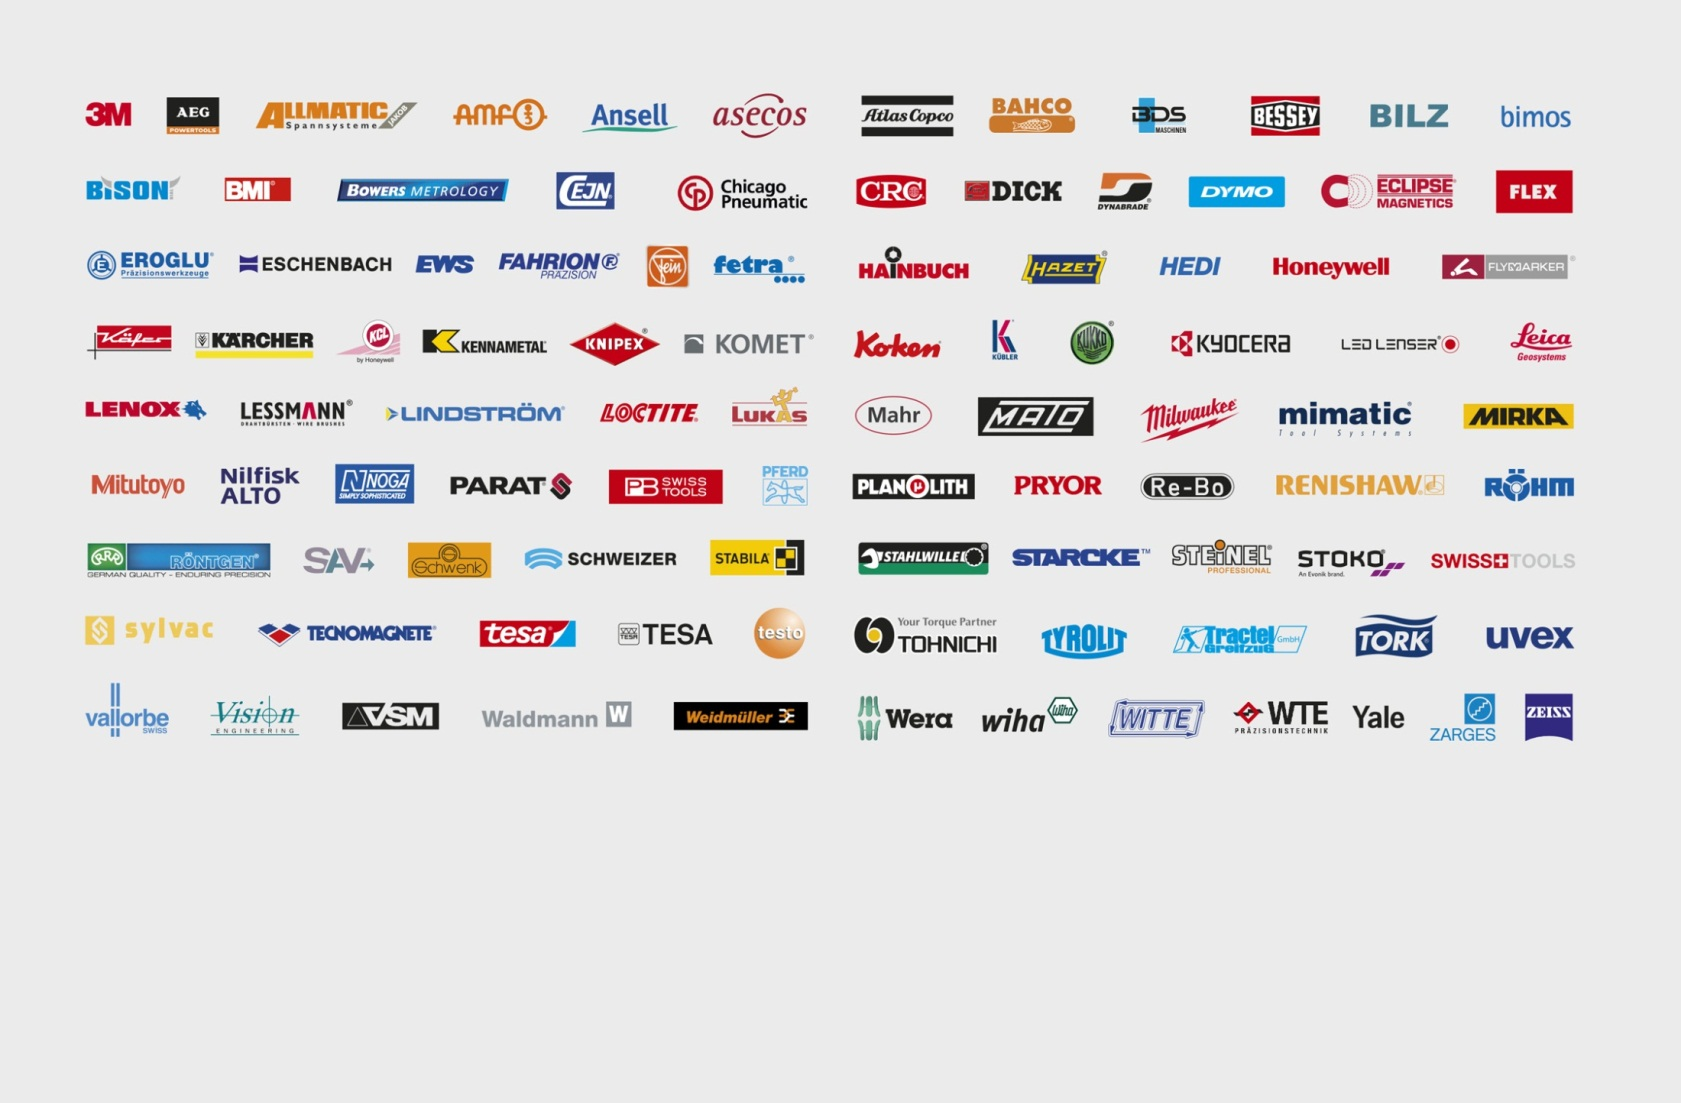 3M
AEG
POWERTOOLS
ALLMATIC
JAKOB
Spannsysteme
AMF
Ansell
asecos
Atlas Copco
BAHCO
BDS
MASCHINEN
BESSEY
BILZ
bimos
BISON
BMI
BOWERS METROLOGY
CEJN
CP
Chicago
Pneumatic
CRC
DICK
DYNABRADE
DYMO
ECLIPSE
MAGNETICS
FLEX
EROGLU
Präzisionswerkzeuge
ESCHENBACH
EWS
FAHRION
PRÄZISION
fein
fetra
HAINBUCH
HAZET
HEDI
Honeywell
FLYMARKER
Käfer
KÄRCHER
KCL
by Honeywell
KENNAMETAL
KNIPEX
KOMET
Ko-ken
KÜBLER
KUKKO
KYOCERA
LED LENSER
Leica
Geosystems
LENOX
LESSMANN
DRAHTBÜRSTEN · WIRE BRUSHES
LINDSTRÖM
LOCTITE
LUKAS
Mahr
MATO
Milwaukee
mimatic
Tool Systems
MIRKA
Mitutoyo
Nilfisk
ALTO
NOGA
SIMPLY SOPHISTICATED
PARAT
PB SWISS
TOOLS
PFERD
PLANOLITH
PRYOR
Re-Bo
RENISHAW
RÖHM
RÖNTGEN
GERMAN QUALITY – ENDURING PRECISION
SAV
Schwenk
SCHWEIZER
STABILA
STAHLWILLE
STARCKE™
STEINEL
PROFESSIONAL
STOKO
An Evonik brand.
SWISS TOOLS
sylvac
TECNOMAGNETE
tesa
TESA
TESA
testo
Your Torque Partner
TOHNICHI
TYROLIT
Tractel
Greifzug
GmbH
TORK
uvex
vallorbe
SWISS
Vision
ENGINEERING
VSM
Waldmann W
Weidmüller
Wera
wiha
wiha
WITTE
WTE
PRÄZISIONSTECHNIK
Yale
ZARGES
ZEISS